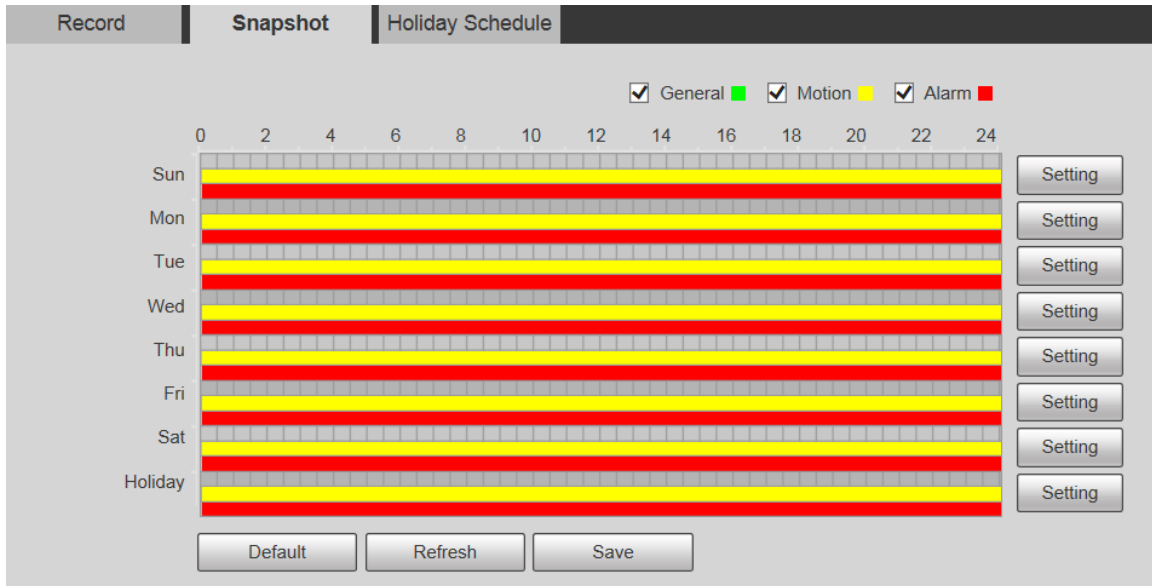 Record Snapshot Holiday Schedule
General Motion Alarm
0 2 4 6 8 10 12 14 16 18 20 22 24
Sun Setting
Mon Setting
Tue Setting
Wed Setting
Thu Setting
Fri Setting
Sat Setting
Holiday Setting
Default Refresh Save